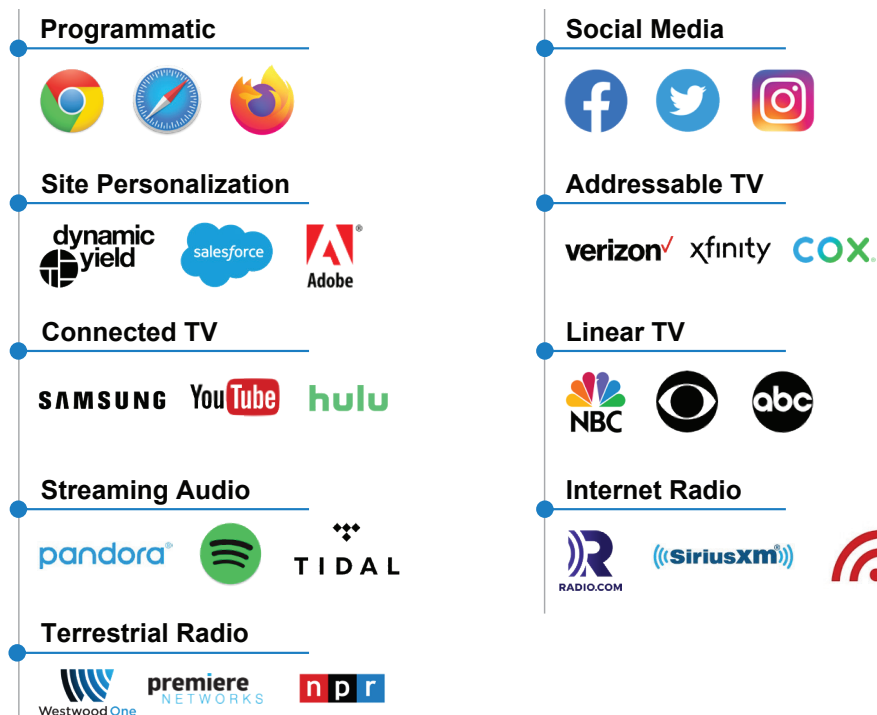 Programmatic
Site Personalization
dynamic
yield
salesforce
Adobe
Connected TV
SAMSUNG YouTube hulu
Streaming Audio
pandora®
TIDAL
Terrestrial Radio
Westwood One
premiere
NETWORKS
npr
Social Media
Addressable TV
verizon xfinity COX
Linear TV
NBC
abc
Internet Radio
R
RADIO.COM
SiriusXM